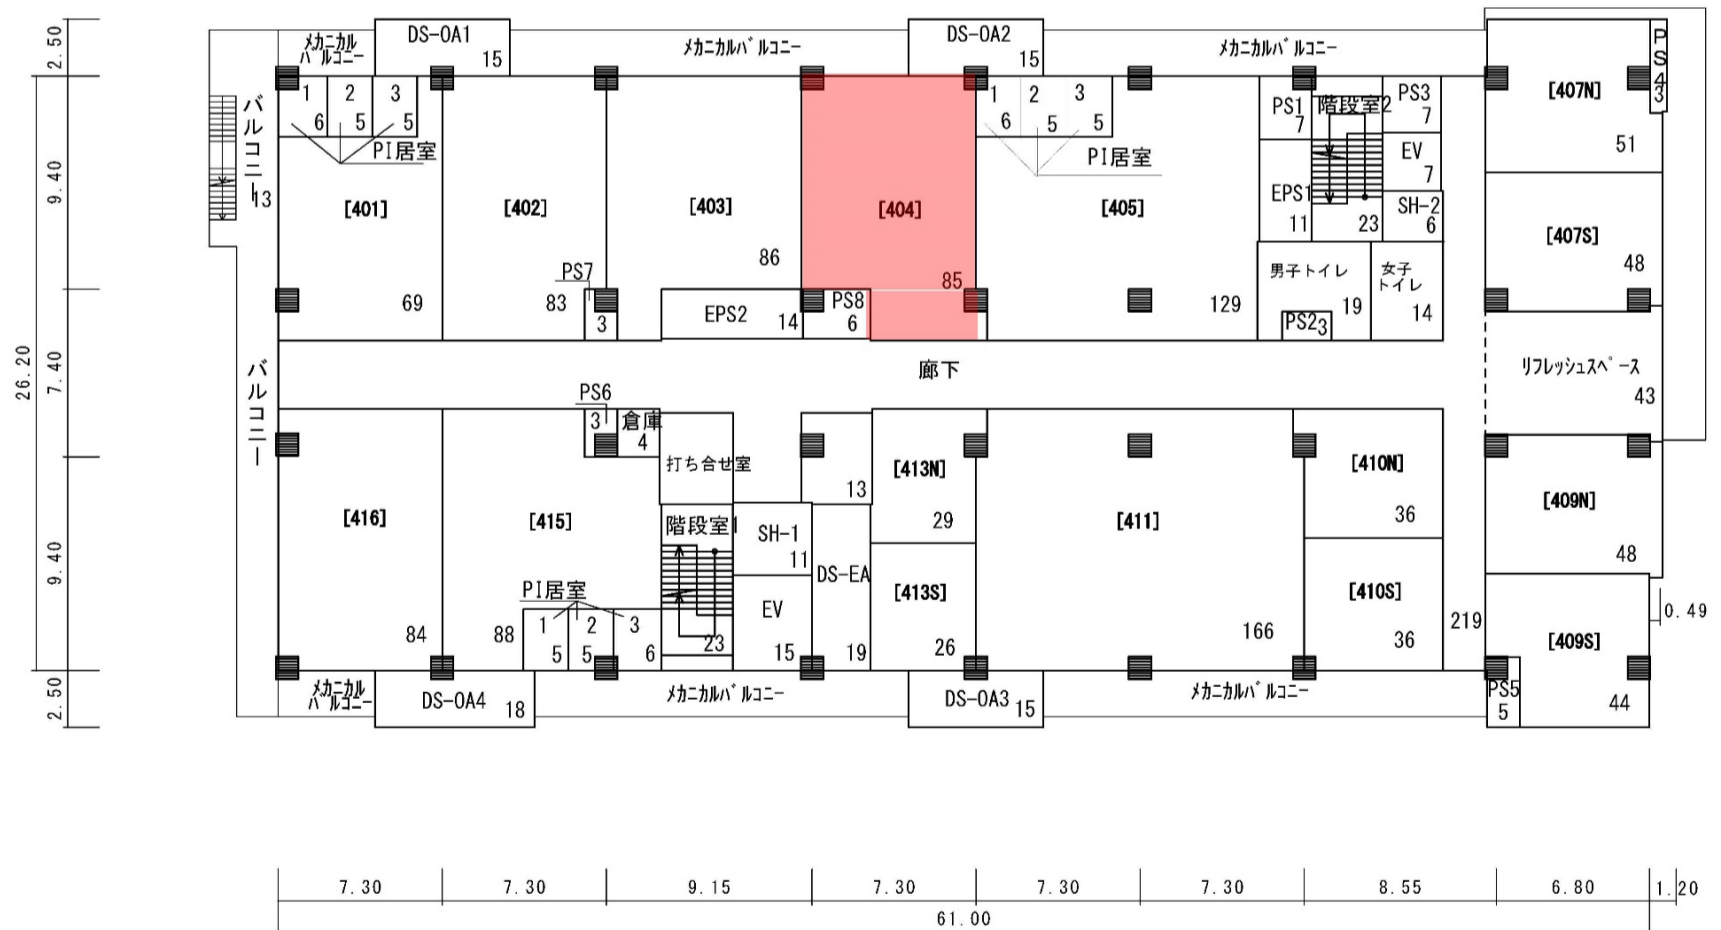 2.50
9.40
26.20
7.40
9.40
2.50
メカニカル
バルコニー
DS-OA1
15
メカニカルバルコニー
DS-OA2
15
メカニカルバルコニー
PS4
3
バルコニー
13
1
6
2
5
3
5
PI居室
[401]
69
[402]
83
PS7
3
[403]
86
EPS2
14
PS8
6
[404]
85
1
6
2
5
3
5
PI居室
[405]
129
PS1
7
階段室2
23
PS3
7
EV
7
EPS1
11
SH-2
6
男子トイレ
19
PS2
3
女子
トイレ
14
[407N]
51
[407S]
48
廊下
リフレッシュスペース
43
バルコニー
PS6
3
倉庫
4
打ち合せ室
[416]
84
[415]
88
PI居室
1
5
2
5
3
6
階段室1
23
SH-1
11
EV
15
13
DS-EA
19
[413N]
29
[413S]
26
[411]
166
[410N]
36
[410S]
36
219
[409N]
48
[409S]
44
PS5
5
0.49
メカニカル
バルコニー
DS-OA4
18
メカニカルバルコニー
DS-OA3
15
メカニカルバルコニー
7.30
7.30
9.15
7.30
7.30
7.30
8.55
6.80
1.20
61.00